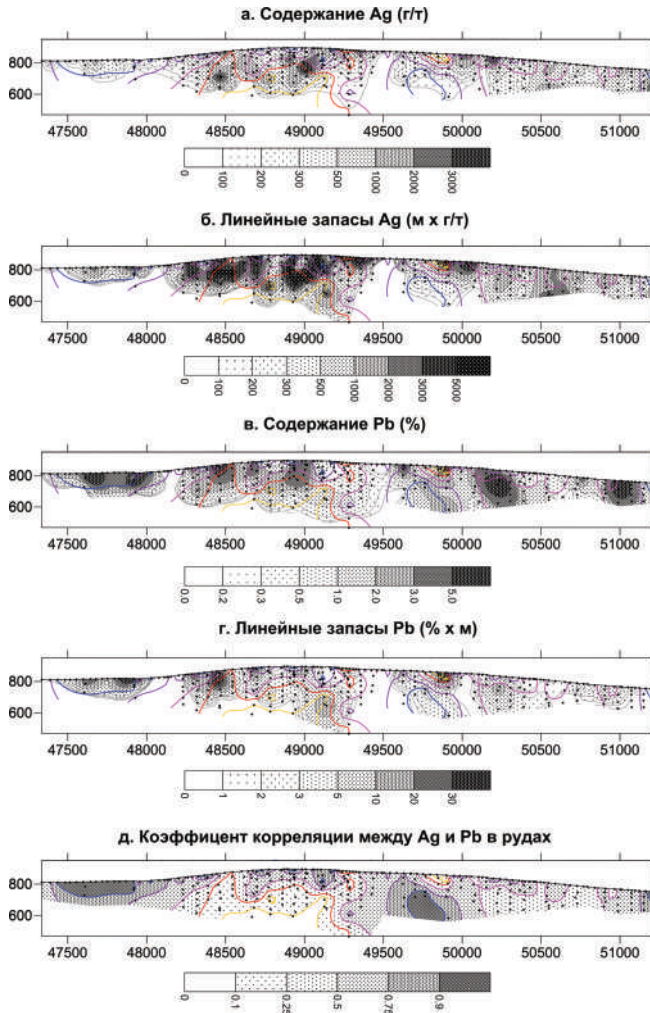 а. Содержание Ag (г/т)
800
600
47500 48000 48500 49000 49500 50000 50500 51000
0 100 200 300 500 1000 2000 3000
б. Линейные запасы Ag (м х г/т)
800
600
47500 48000 48500 49000 49500 50000 50500 51000
0 100 200 300 500 1000 2000 3000 5000
в. Содержание Pb (%)
800
600
47500 48000 48500 49000 49500 50000 50500 51000
0.0 0.2 0.3 0.5 1.0 2.0 3.0 5.0
г. Линейные запасы Pb (% х м)
800
600
47500 48000 48500 49000 49500 50000 50500 51000
0 1 2 3 5 10 20 30
д. Коэффицент корреляции между Ag и Pb в рудах
800
600
47500 48000 48500 49000 49500 50000 50500 51000
0 0.1 0.25 0.5 0.75 0.9